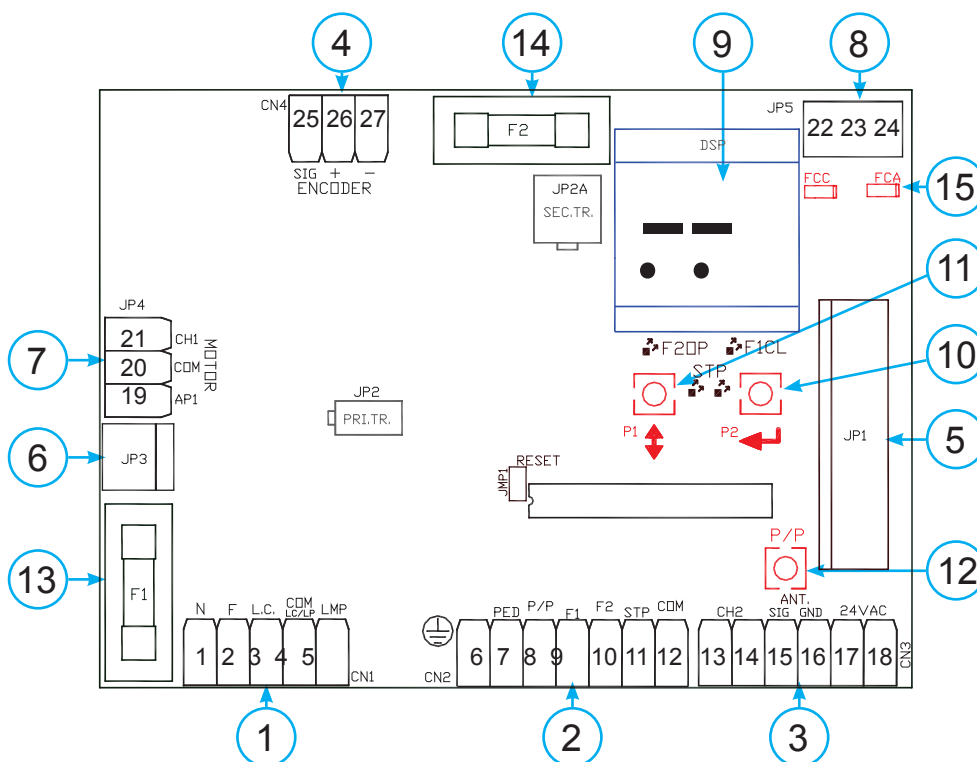 4
14
9
8
CN4
25 26 27
SIG + −
ENCODER
F2
JP5
22 23 24
DSP
FCC
FCA
15
JP2A
SEC.TR.
11
JP4
21 CH1
20 COM
19 AP1
MOTOR
7
F2OP
F1CL
STP
10
JP2
PRI.TR.
P1
P2
JP1
5
6
JP3
RESET
JMP1
P/P
12
13
F1
ANT.
N F L.C. COM LC/LP LMP
1 2 3 4 5
CN1
PED P/P F1 F2 STP COM
CN2
6 7 8 9 10 11 12
CH2 SIG GND 24VAC
13 14 15 16 17 18
CN3
1
2
3